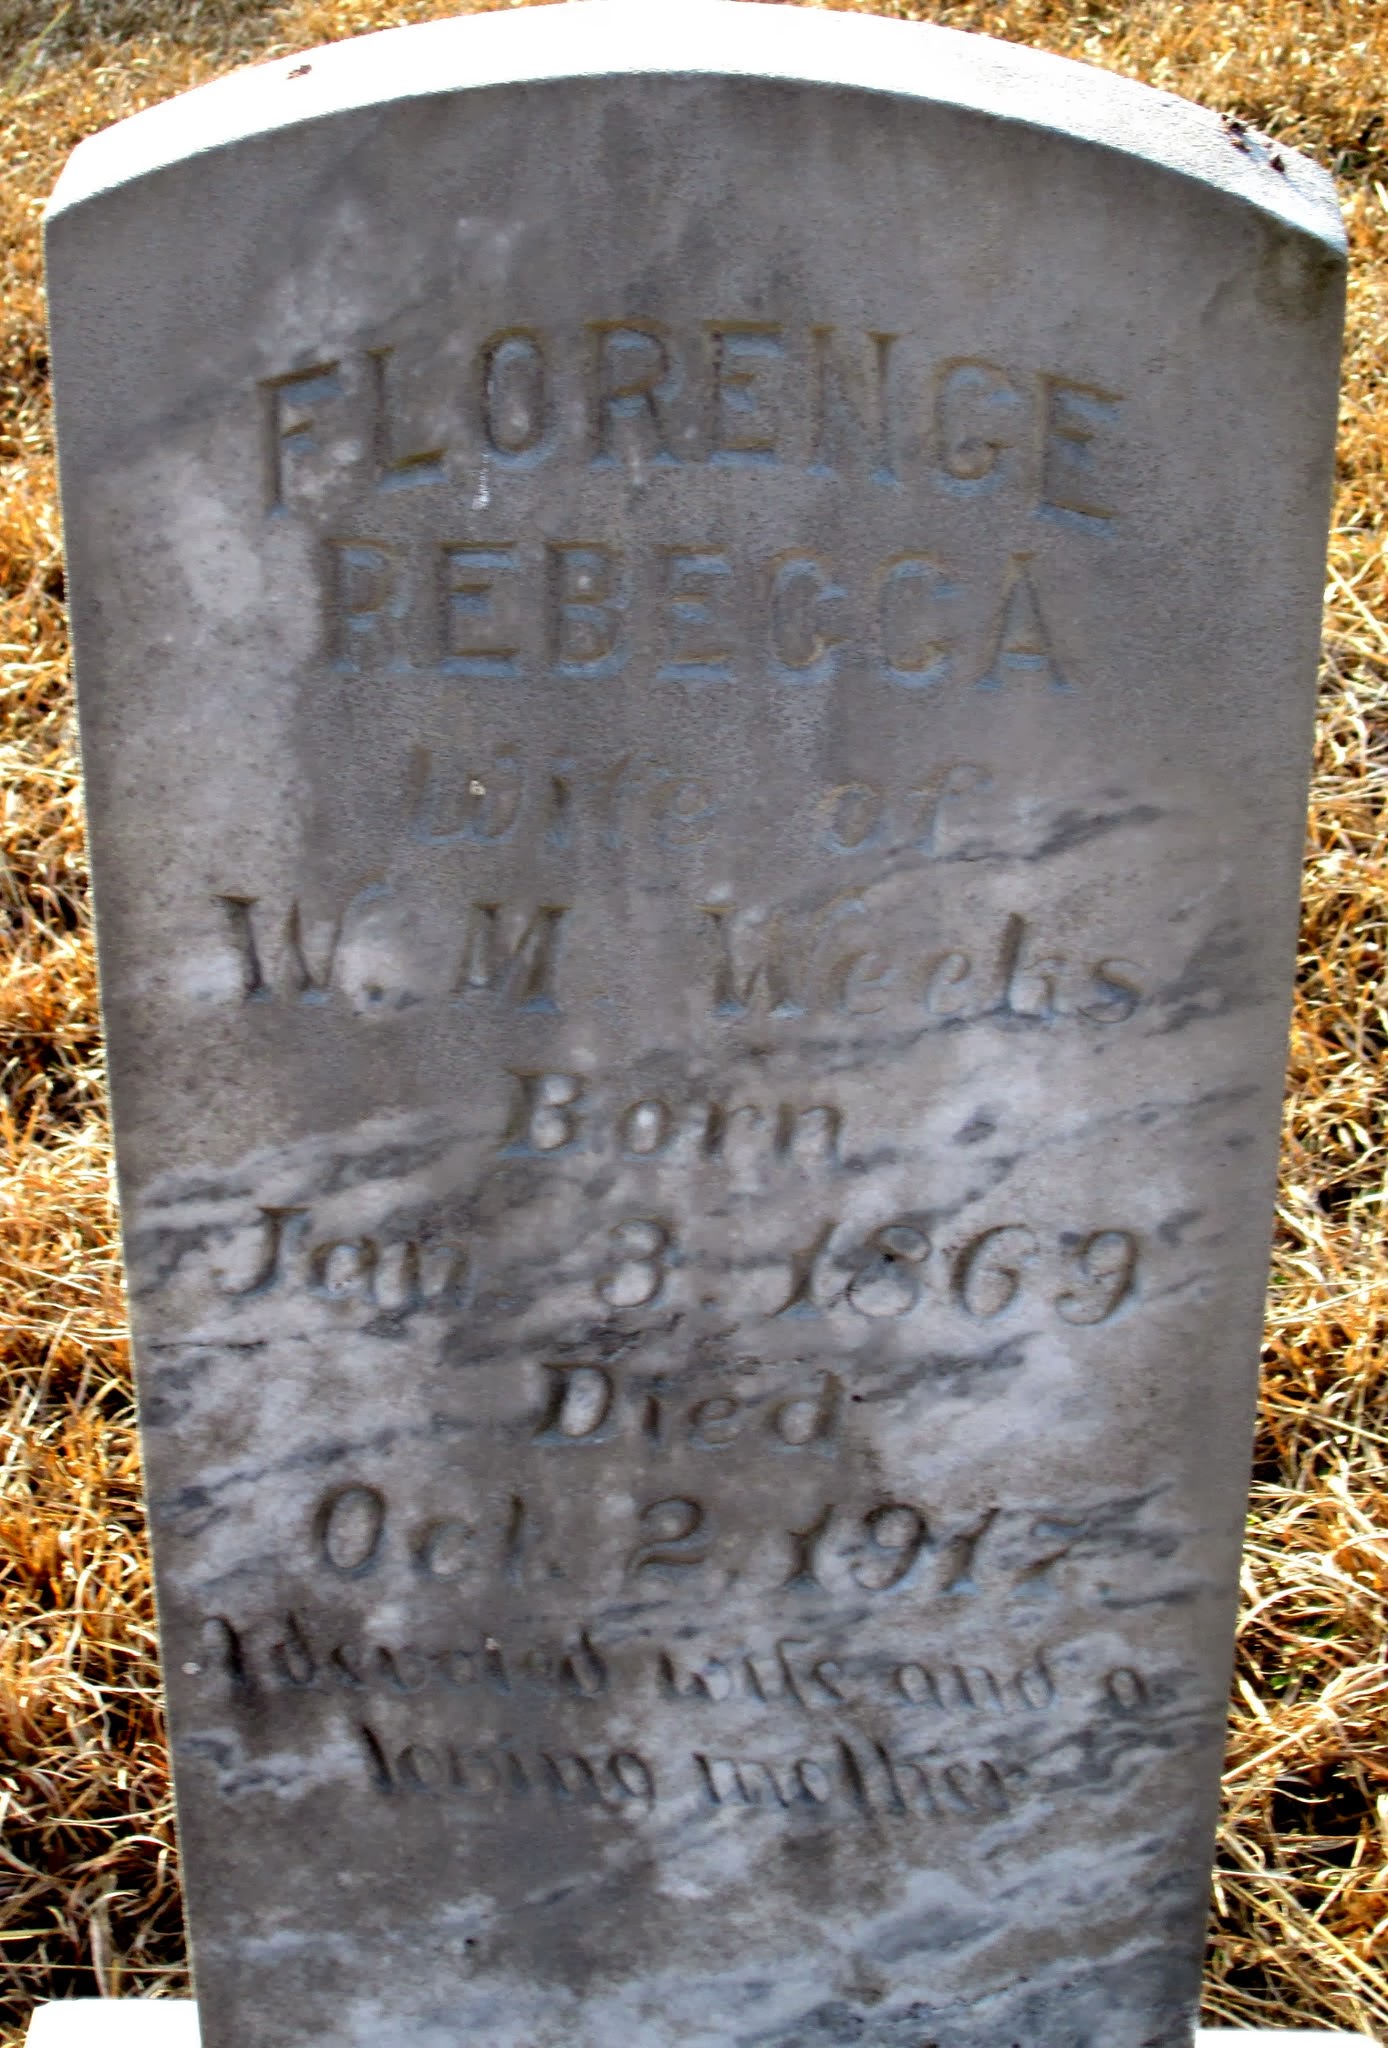 FLORENCE
REBECCA
Wife of
W. M. Weeks
Born
Jan. 3. 1869
Died
Oct. 2, 1917.
A devoted wife and a
loving mother